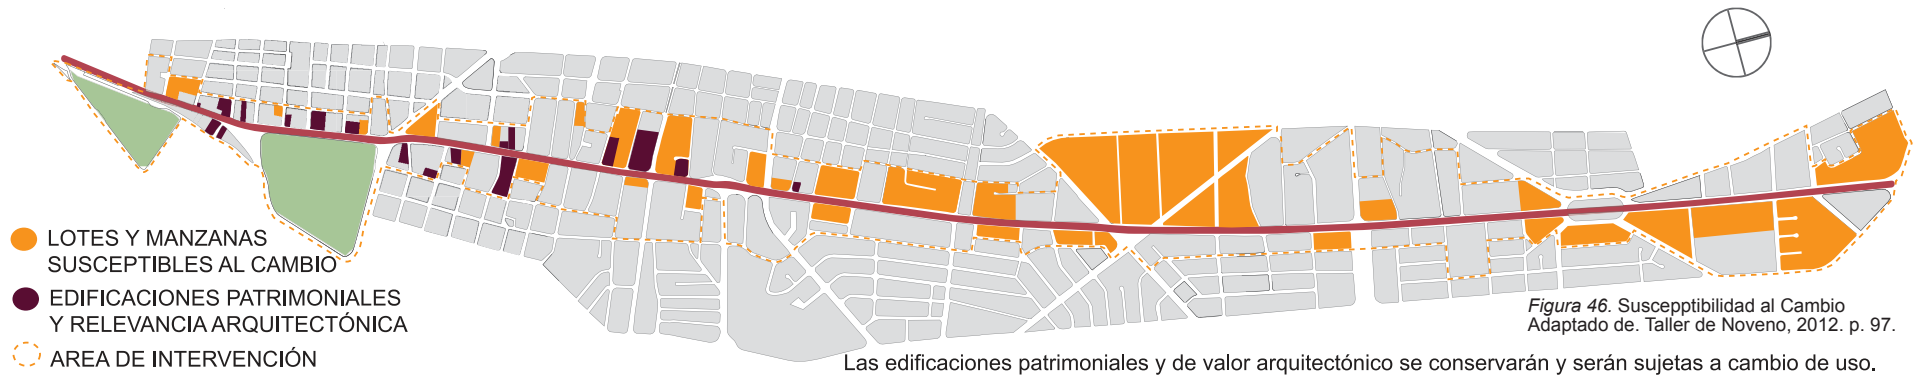 LOTES Y MANZANAS
SUSCEPTIBLES AL CAMBIO
EDIFICACIONES PATRIMONIALES
Y RELEVANCIA ARQUITECTÓNICA
AREA DE INTERVENCIÓN
Figura 46. Suscepptibilidad al Cambio
Adaptado de. Taller de Noveno, 2012. p. 97.
Las edificaciones patrimoniales y de valor arquitectónico se conservarán y serán sujetas a cambio de uso.